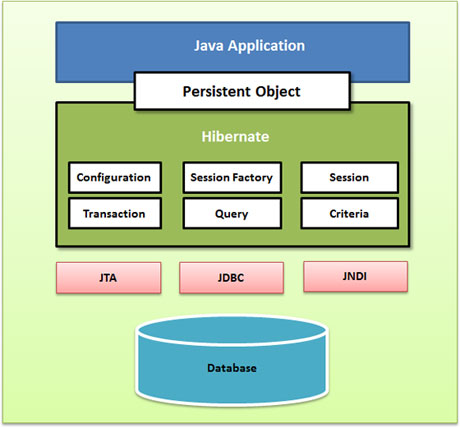 Java Application
Persistent Object
Hibernate
Configuration
Session Factory
Session
Transaction
Query
Criteria
JTA
JDBC
JNDI
Database